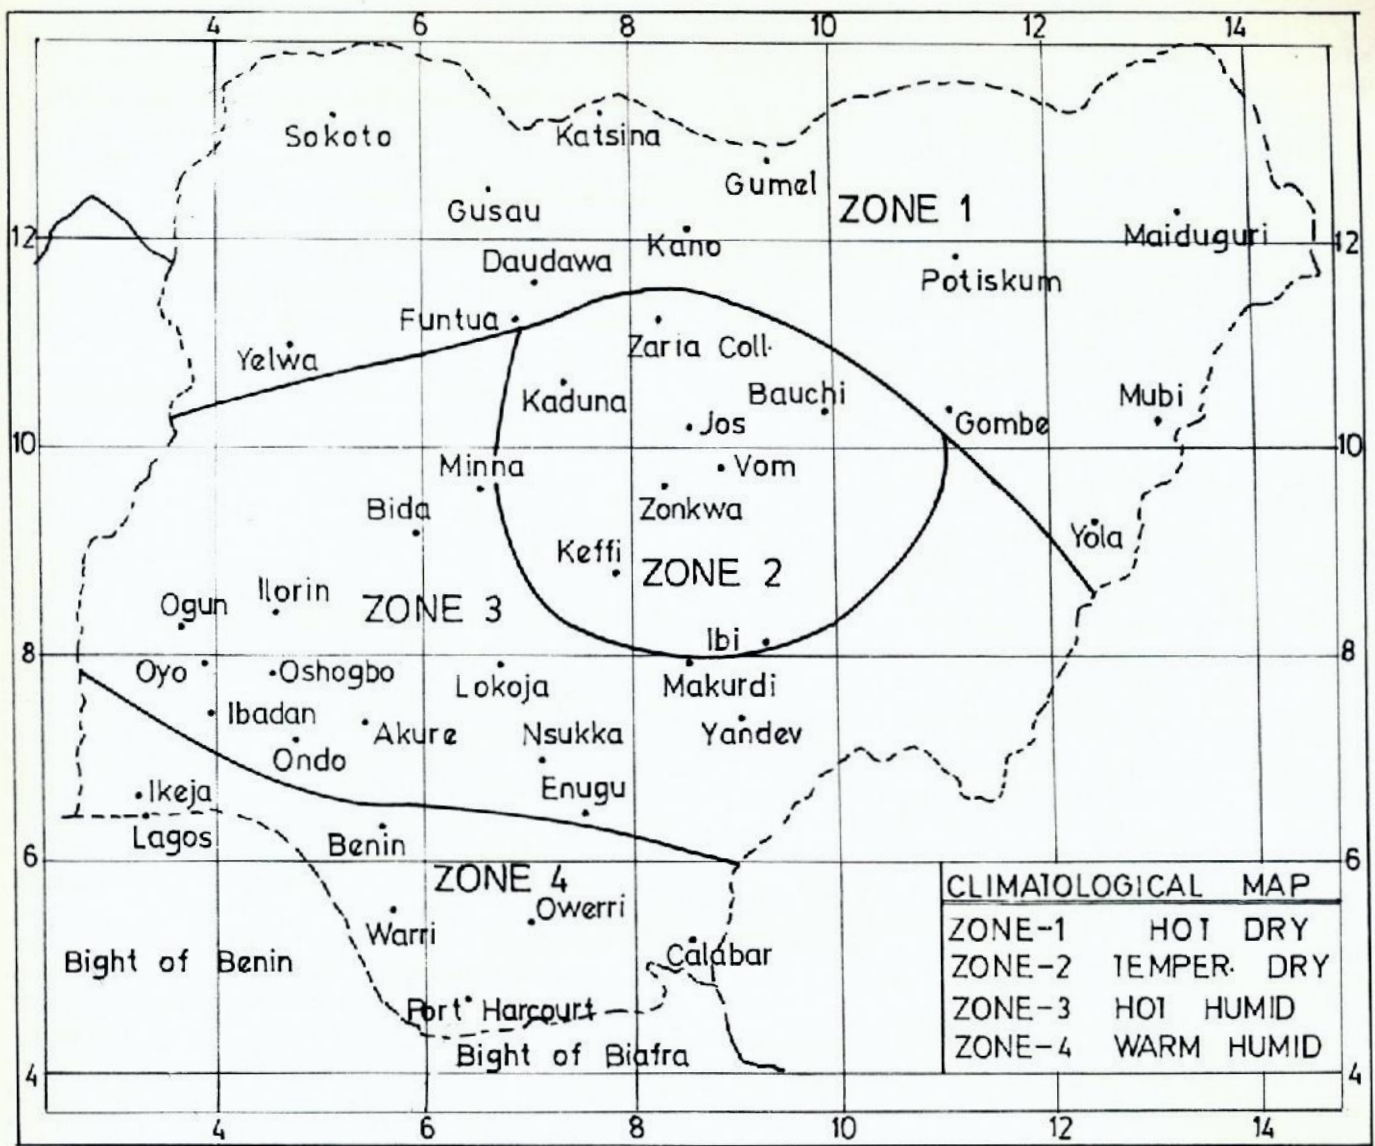 4 6 8 10 12 14
Sokoto
Katsina
Gumel
Gusau
ZONE 1
12
Kano
Maiduguri
12
Daudawa
Potiskum
Funtua
Yelwa
Zaria Coll.
Kaduna
Bauchi
Mubi
Jos
Gombe
10
10
Minna
Vom
Bida
Zonkwa
Yola
Keffi
ZONE 2
Ilorin
Ogun
ZONE 3
Ibi
8
8
Oyo
Oshogbo
Lokoja
Makurdi
Ibadan
Akure
Nsukka
Yandev
Ondo
Ikeja
Enugu
Lagos
Benin
6
6
ZONE 4
Owerri
Warri
Calabar
Bight of Benin
Port Harcourt
Bight of Biafra
CLIMATOLOGICAL MAP
ZONE-1 HOT DRY
ZONE-2 TEMPER. DRY
ZONE-3 HOT HUMID
ZONE-4 WARM HUMID
4
4
4 6 8 10 12 14